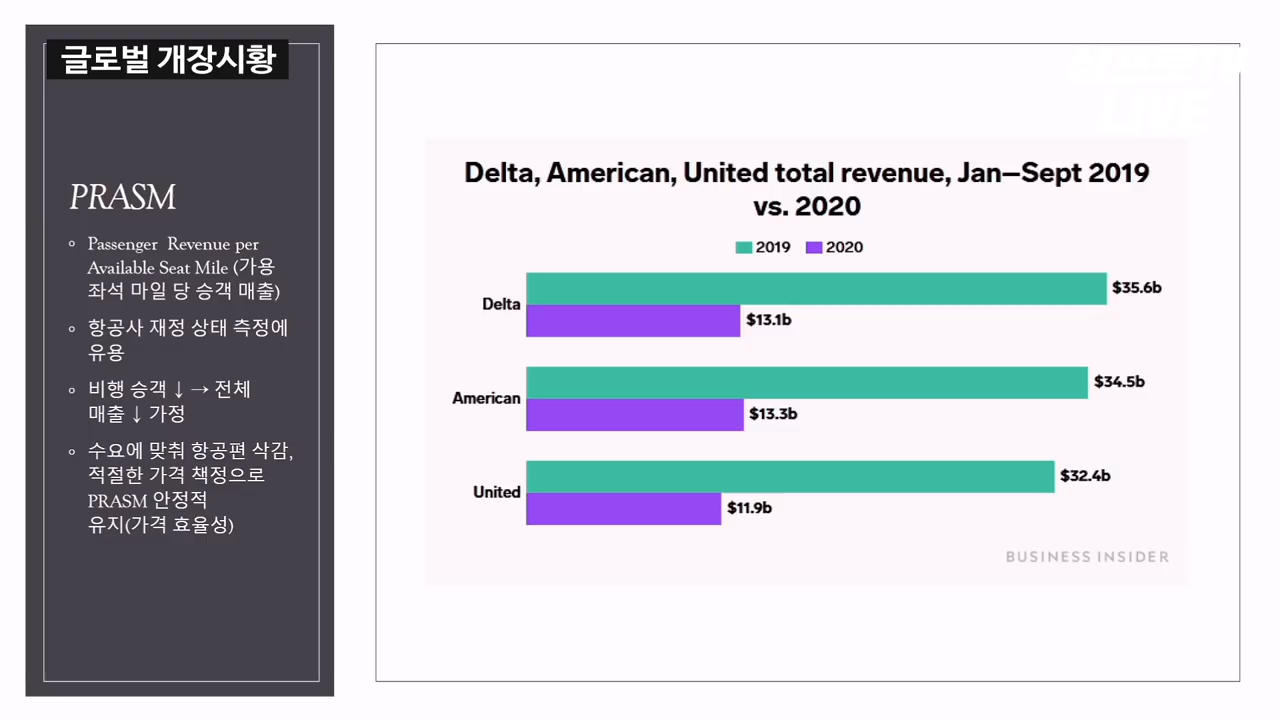 글로벌 개장시황
PRASM
Passenger Revenue per
Available Seat Mile (가용
좌석 마일 당 승객 매출)
항공사 재정 상태 측정에
유용
비행 승객 ↓ → 전체
매출 ↓ 가정
수요에 맞춰 항공편 삭감,
적절한 가격 책정으로
PRASM 안정적
유지(가격 효율성)
LIVE
Delta, American, United total revenue, Jan—Sept 2019
vs. 2020
2019 2020
Delta $35.6b
$13.1b
American $34.5b
$13.3b
United $32.4b
$11.9b
BUSINESS INSIDER